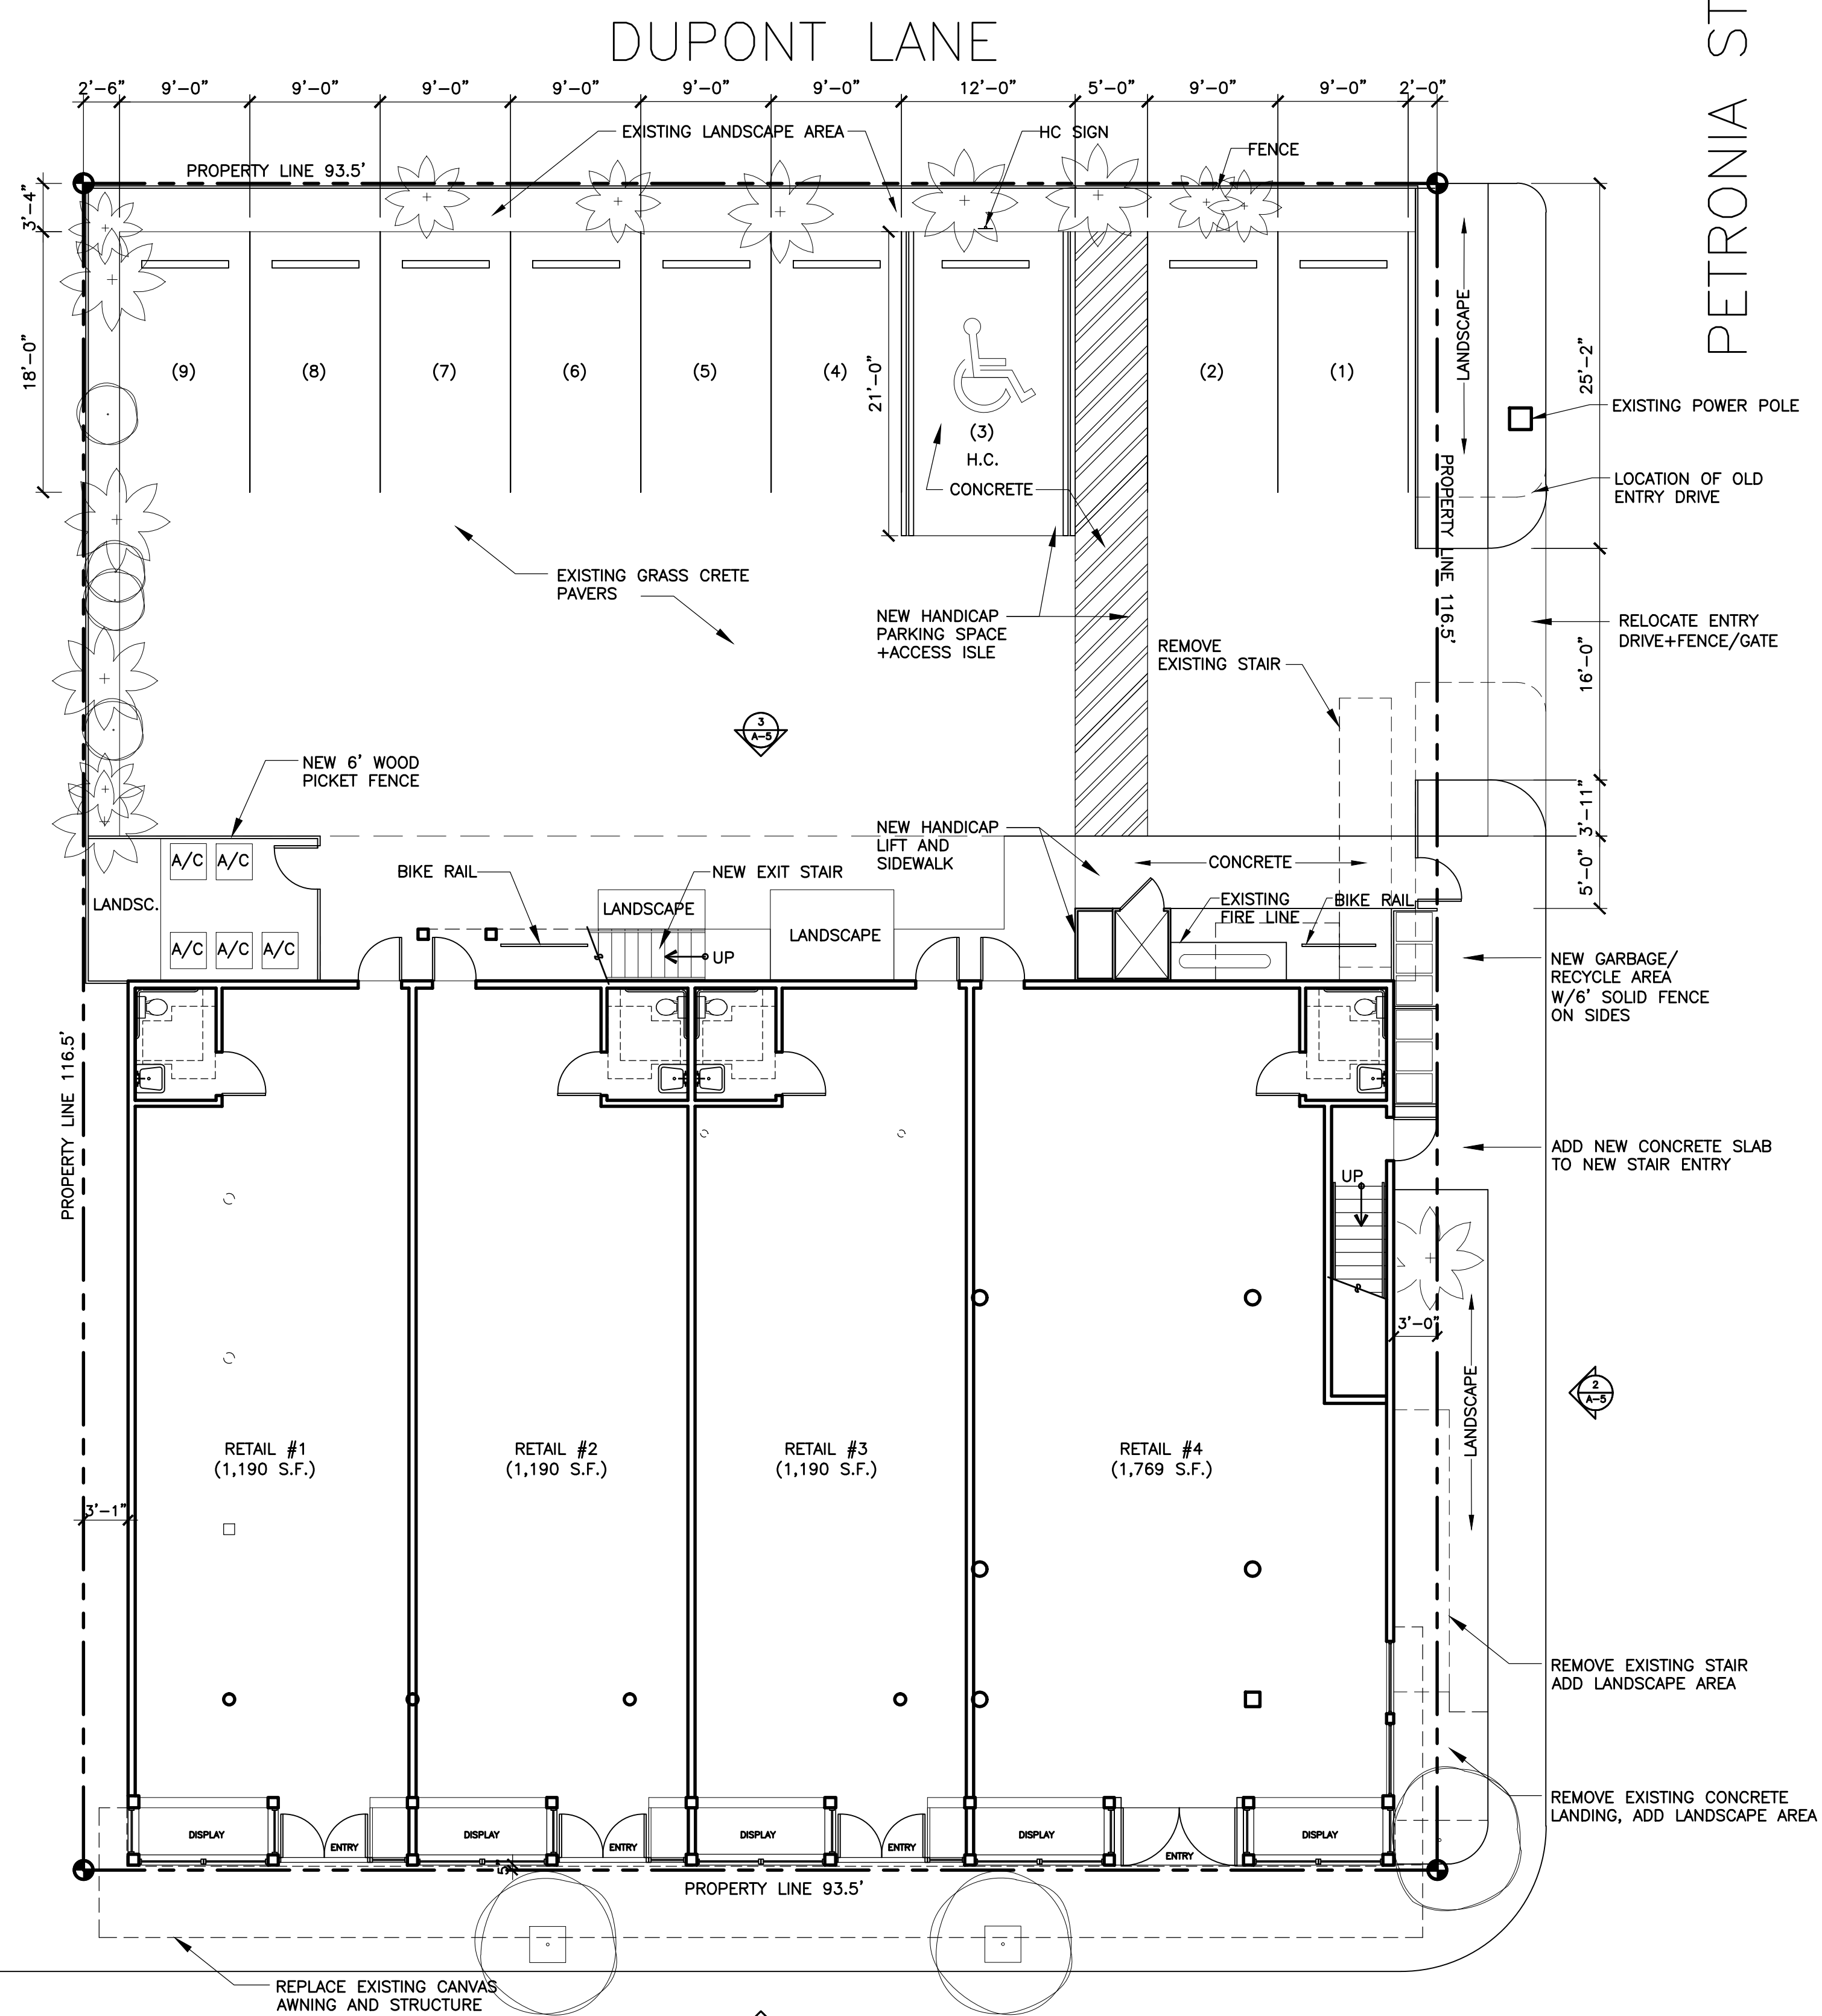 DUPONT LANE
PETRONIA ST
2'-6"
9'-0"
9'-0"
9'-0"
9'-0"
9'-0"
9'-0"
12'-0"
5'-0"
9'-0"
9'-0"
2'-0"
EXISTING LANDSCAPE AREA
HC SIGN
FENCE
PROPERTY LINE 93.5'
3'-4"
18'-0"
21'-0"
25'-2"
LANDSCAPE
(9)
(8)
(7)
(6)
(5)
(4)
(3)
H.C.
CONCRETE
(2)
(1)
EXISTING POWER POLE
LOCATION OF OLD
ENTRY DRIVE
PROPERTY LINE 116.5'
EXISTING GRASS CRETE
PAVERS
NEW HANDICAP
PARKING SPACE
+ACCESS ISLE
REMOVE
EXISTING STAIR
RELOCATE ENTRY
DRIVE+FENCE/GATE
16'-0"
3
A-5
NEW 6' WOOD
PICKET FENCE
3'-11"
5'-0"
NEW HANDICAP
LIFT AND
SIDEWALK
CONCRETE
A/C
A/C
BIKE RAIL
NEW EXIT STAIR
LANDSC.
LANDSCAPE
EXISTING
FIRE LINE
BIKE RAIL
A/C
A/C
A/C
LANDSCAPE
UP
NEW GARBAGE/
RECYCLE AREA
W/6' SOLID FENCE
ON SIDES
PROPERTY LINE 116.5'
ADD NEW CONCRETE SLAB
TO NEW STAIR ENTRY
UP
3'-0"
LANDSCAPE
2
A-5
RETAIL #1
(1,190 S.F.)
RETAIL #2
(1,190 S.F.)
RETAIL #3
(1,190 S.F.)
RETAIL #4
(1,769 S.F.)
3'-1"
REMOVE EXISTING STAIR
ADD LANDSCAPE AREA
REMOVE EXISTING CONCRETE
LANDING, ADD LANDSCAPE AREA
DISPLAY
ENTRY
DISPLAY
ENTRY
DISPLAY
ENTRY
DISPLAY
ENTRY
DISPLAY
5"
PROPERTY LINE 93.5'
REPLACE EXISTING CANVAS
AWNING AND STRUCTURE